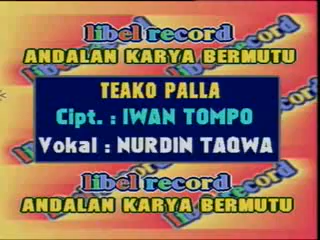 libel record
ANDALAN KARYA BERMUTU
TEAKO PALLA
Cipt. : IWAN TOMPO
Vokal : NURDIN TAQWA
libel record
ANDALAN KARYA BERMUTU